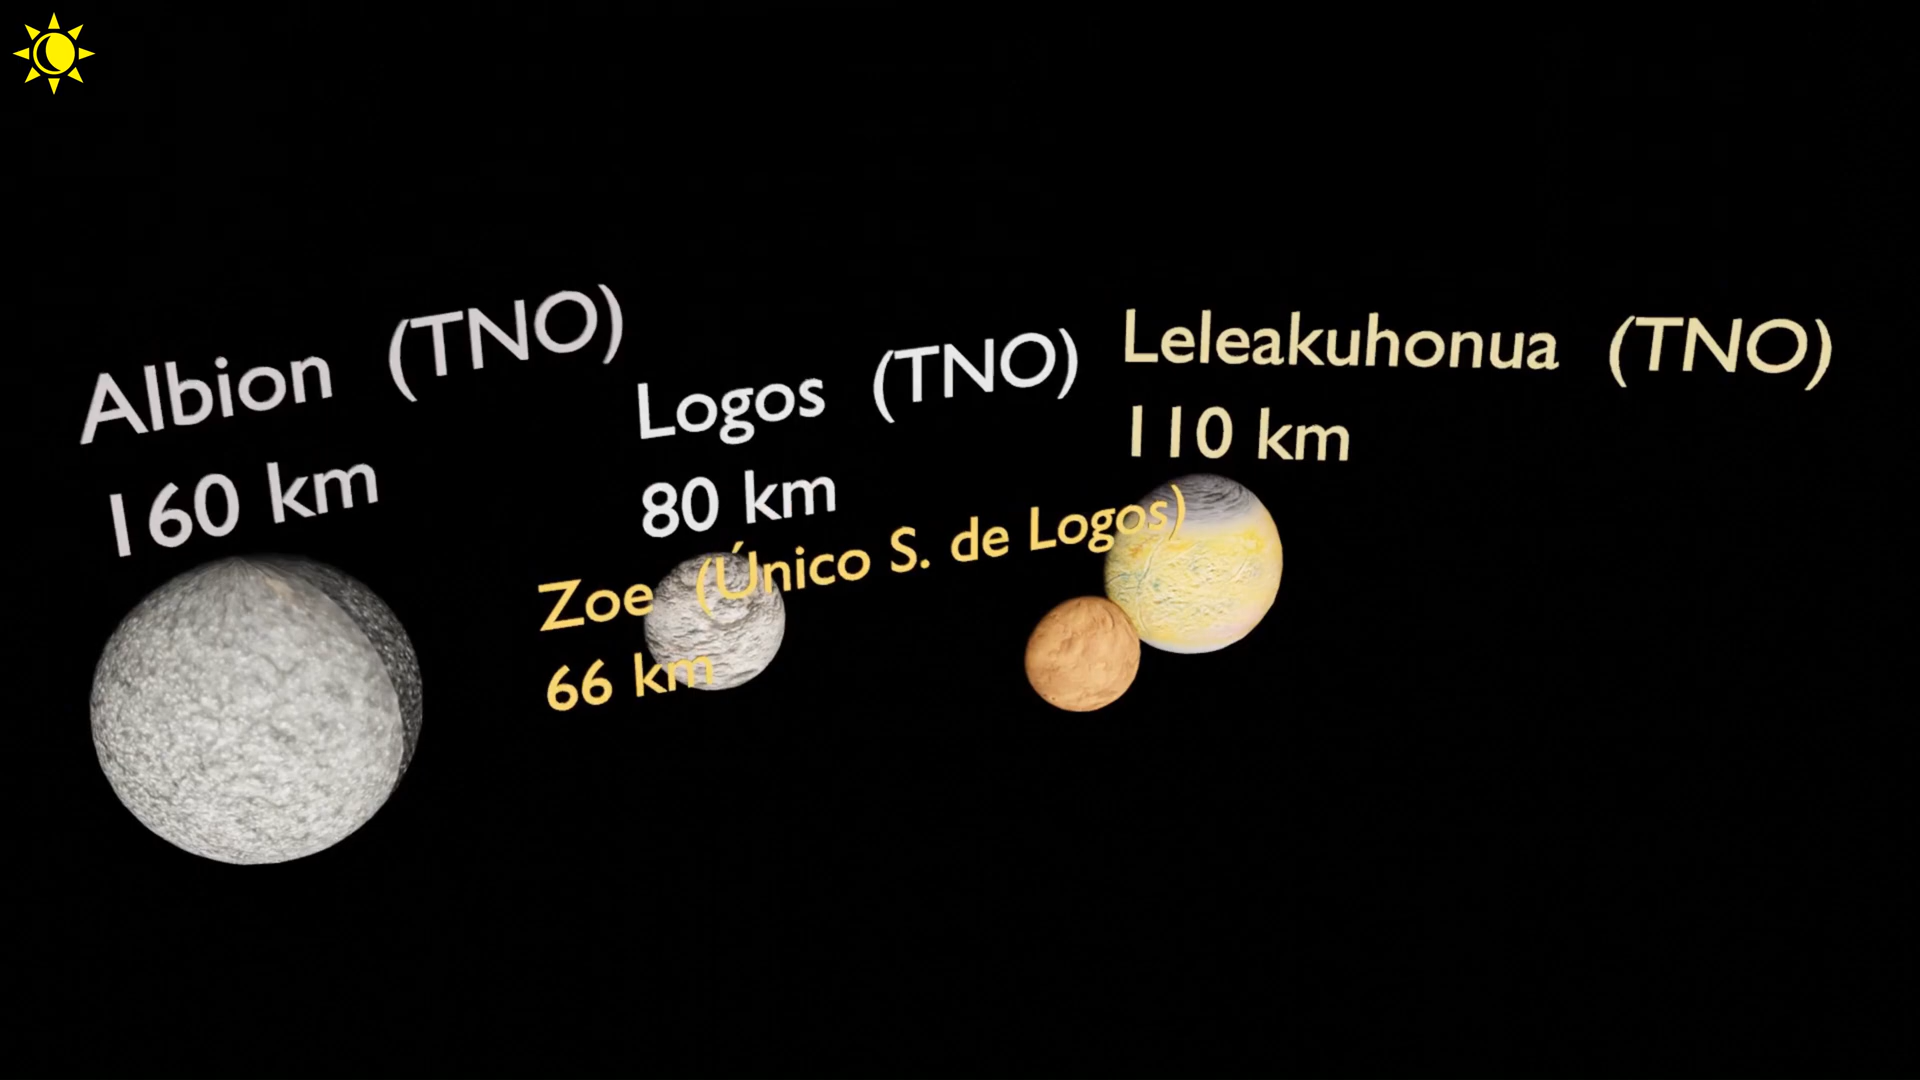 Albion (TNO)
160 km
Logos (TNO)
80 km
Zoe (Único S. de Logos)
66 km
Leleakuhonua (TNO)
110 km